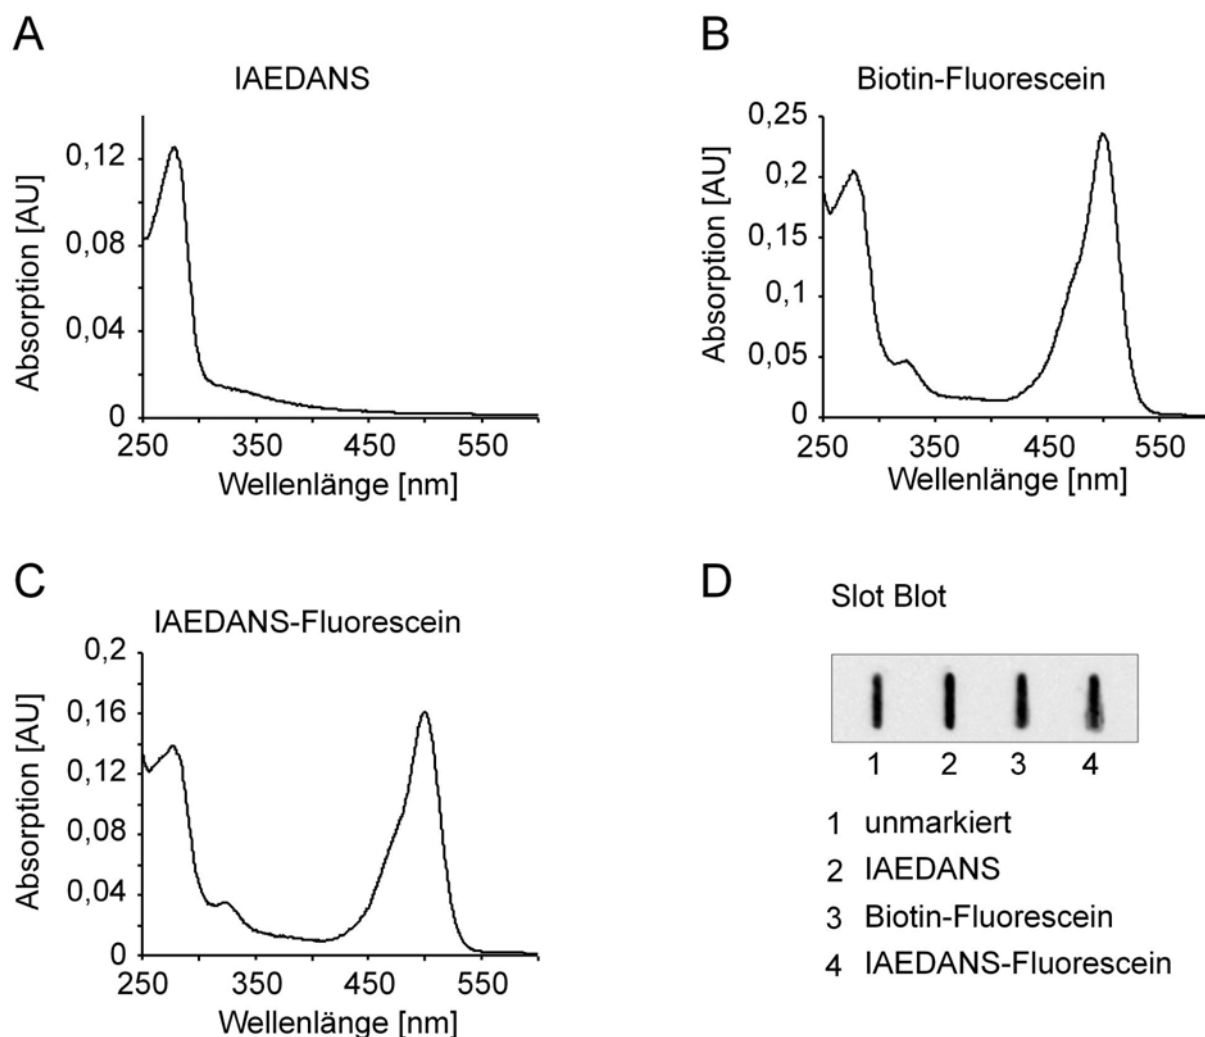 A
IAEDANS
Absorption [AU]
0,12
0,08
0,04
0
250 350 450 550
Wellenlänge [nm]
B
Biotin-Fluorescein
Absorption [AU]
0,25
0,2
0,15
0,1
0,05
0
250 350 450 550
Wellenlänge [nm]
C
IAEDANS-Fluorescein
Absorption [AU]
0,2
0,16
0,12
0,08
0,04
0
250 350 450 550
Wellenlänge [nm]
D
Slot Blot
1 2 3 4
1 unmarkiert
2 IAEDANS
3 Biotin-Fluorescein
4 IAEDANS-Fluorescein